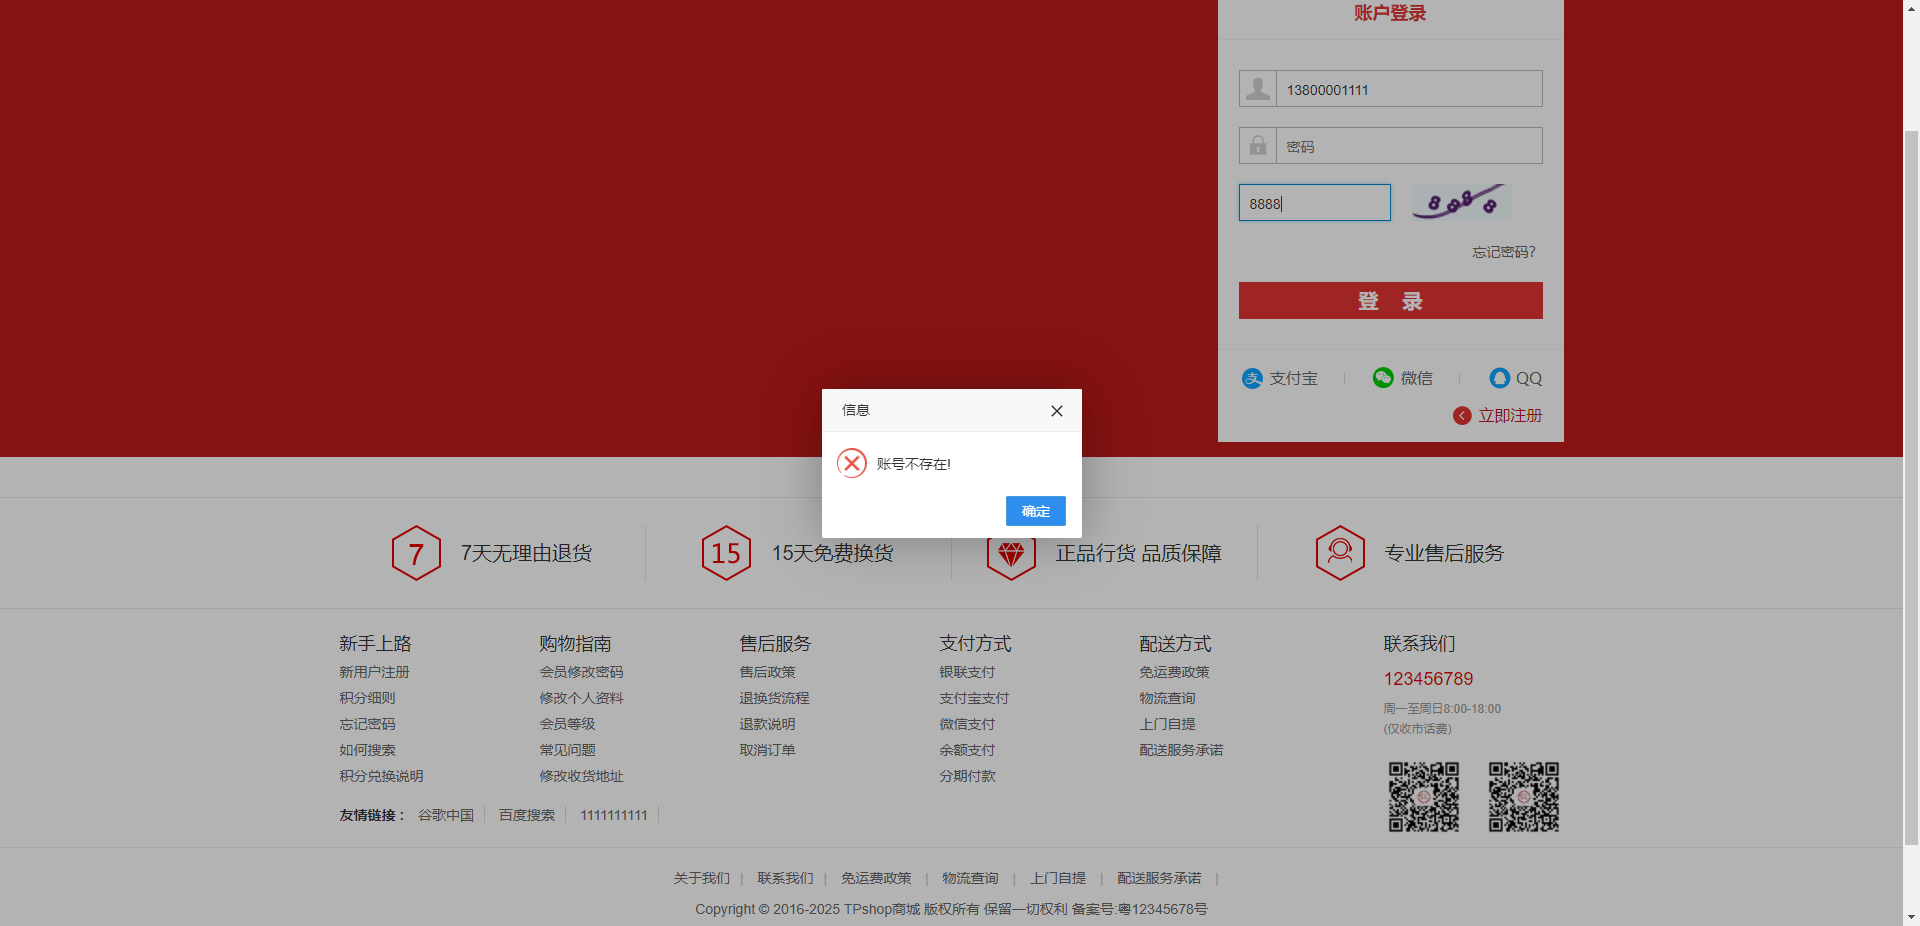 账户登录
13800001111
密码
8888
8888
忘记密码?
登 录
支付宝
微信
QQ
立即注册
信息
账号不存在!
确定
7
7天无理由退货
15
15天免费换货
正品行货 品质保障
专业售后服务
新手上路
新用户注册
积分细则
忘记密码
如何搜索
积分兑换说明
购物指南
会员修改密码
修改个人资料
会员等级
常见问题
修改收货地址
售后服务
售后政策
退换货流程
退款说明
取消订单
支付方式
银联支付
支付宝支付
微信支付
余额支付
分期付款
配送方式
免运费政策
物流查询
上门自提
配送服务承诺
联系我们
123456789
周一至周日8:00-18:00
(仅收市话费)
友情链接： 谷歌中国 百度搜索 1111111111
关于我们 | 联系我们 | 免运费政策 | 物流查询 | 上门自提 | 配送服务承诺 |
Copyright © 2016-2025 TPshop商城 版权所有 保留一切权利 备案号:粤12345678号